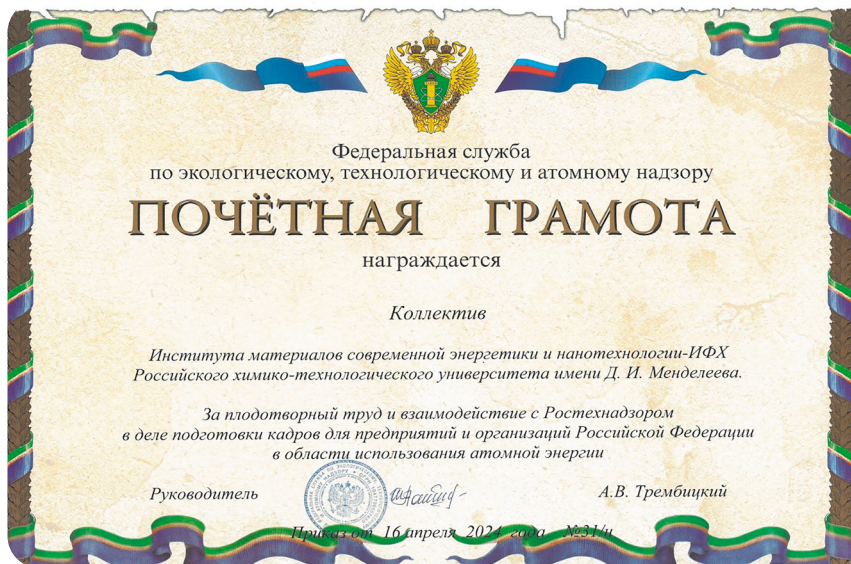 Федеральная служба
по экологическому, технологическому и атомному надзору
ПОЧЁТНАЯ ГРАМОТА
награждается
Коллектив
Института материалов современной энергетики и нанотехнологии-ИФХ
Российского химико-технологического университета имени Д. И. Менделеева.
За плодотворный труд и взаимодействие с Ростехнадзором
в деле подготовки кадров для предприятий и организаций Российской Федерации
в области использования атомной энергии
Руководитель А.В. Трембицкий
Приказ от 16 апреля 2024 года №31/н